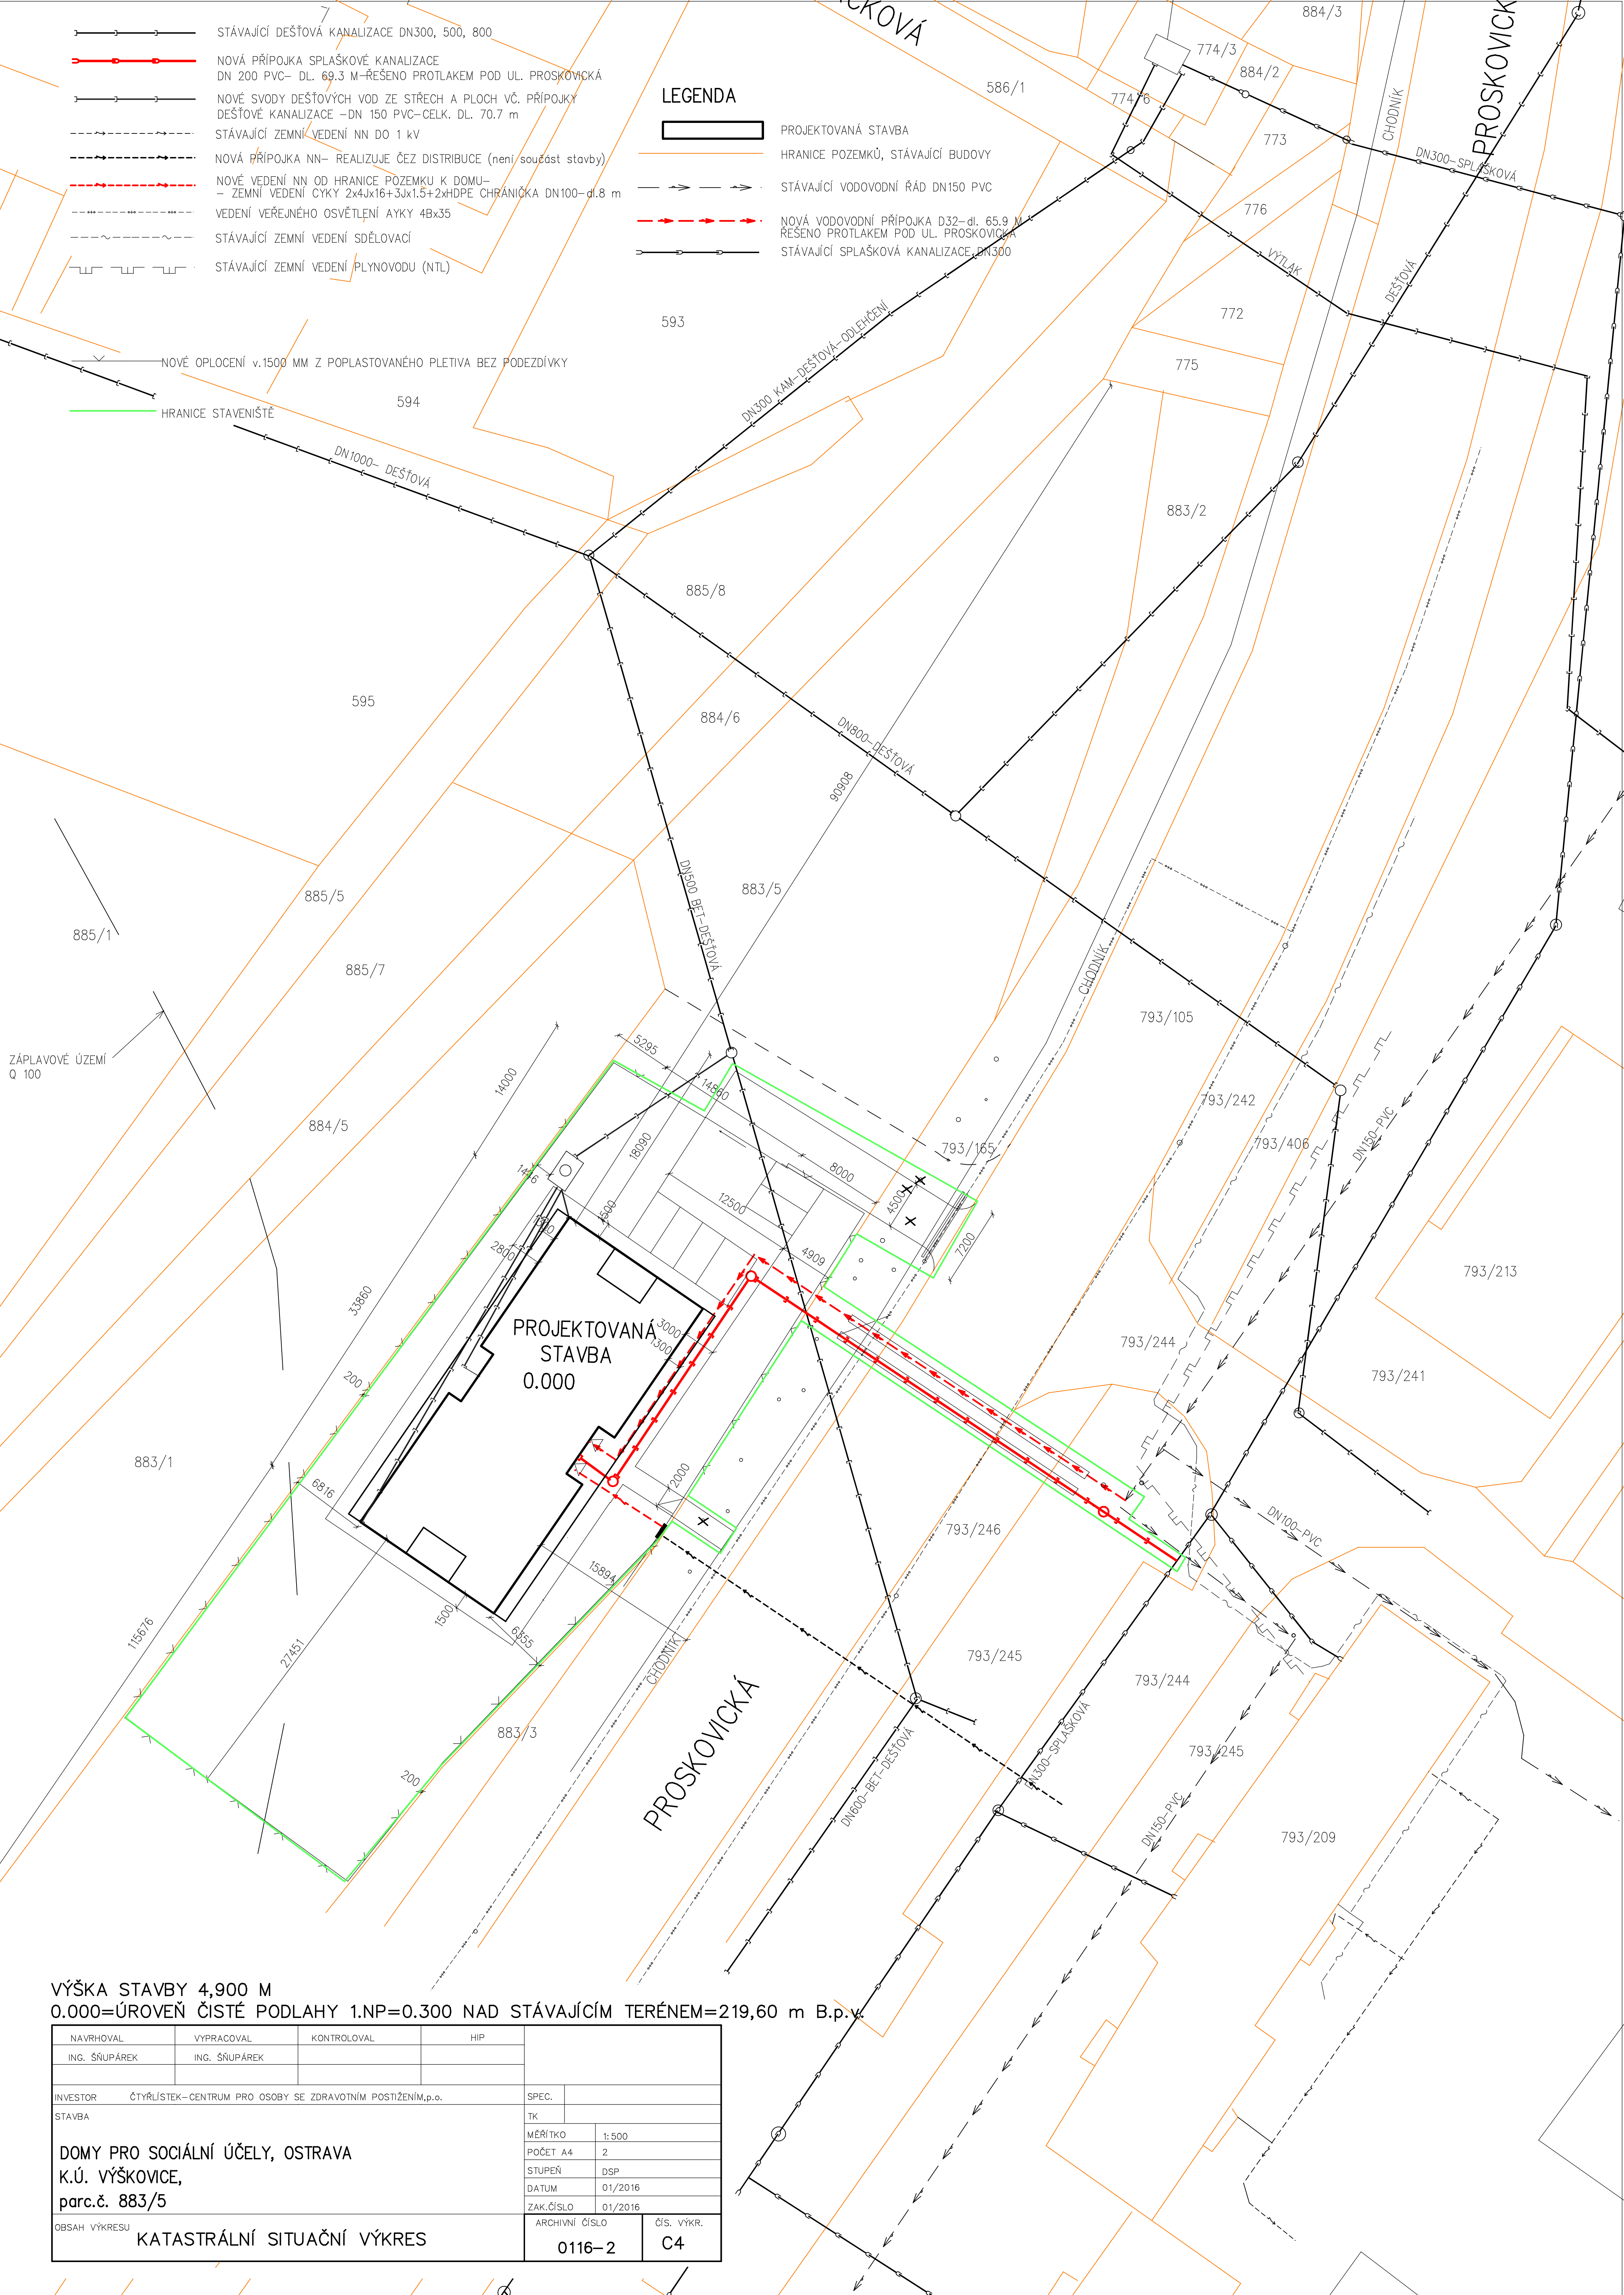 STÁVAJÍCÍ DEŠŤOVÁ KANALIZACE DN300, 500, 800
NOVÁ PŘÍPOJKA SPLAŠKOVÉ KANALIZACE
DN 200 PVC- DL. 69.3 M-ŘEŠENO PROTLAKEM POD UL. PROSKOVICKÁ
NOVÉ SVODY DEŠŤOVÝCH VOD ZE STŘECH A PLOCH VČ. PŘÍPOJKY
DEŠŤOVÉ KANALIZACE -DN 150 PVC-CELK. DL. 70.7 m
STÁVAJÍCÍ ZEMNÍ VEDENÍ NN DO 1 kV
NOVÁ PŘÍPOJKA NN- REALIZUJE ČEZ DISTRIBUCE (není součást stavby)
NOVÉ VEDENÍ NN OD HRANICE POZEMKU K DOMU-
- ZEMNÍ VEDENÍ CYKY 2x4Jx16+3Jx1.5+2xHDPE CHRÁNIČKA DN100-dl.8 m
VEDENÍ VEŘEJNÉHO OSVĚTLENÍ AYKY 4Bx35
STÁVAJÍCÍ ZEMNÍ VEDENÍ SDĚLOVACÍ
STÁVAJÍCÍ ZEMNÍ VEDENÍ PLYNOVODU (NTL)
NOVÉ OPLOCENÍ v.1500 MM Z POPLASTOVANÉHO PLETIVA BEZ PODEZDÍVKY
HRANICE STAVENIŠTĚ
LEGENDA
PROJEKTOVANÁ STAVBA
HRANICE POZEMKŮ, STÁVAJÍCÍ BUDOVY
STÁVAJÍCÍ VODOVODNÍ ŘÁD DN150 PVC
NOVÁ VODOVODNÍ PŘÍPOJKA D32-dl. 65.9 M
ŘEŠENO PROTLAKEM POD UL. PROSKOVICKÁ
STÁVAJÍCÍ SPLAŠKOVÁ KANALIZACE DN300
884/3
774/3
884/2
586/1
774/6
773
CHODNÍK
DN300-SPLAŠKOVÁ
776
VÝTLAK
DEŠŤOVÁ
772
775
593
594
DN300 KAM-DEŠŤOVÁ-ODLEHČENÍ
DN1000- DEŠŤOVÁ
883/2
885/8
595
884/6
DN800-DEŠŤOVÁ
90908
DN500 BET-DEŠŤOVÁ
883/5
885/5
885/1
885/7
CHODNÍK
793/105
ZÁPLAVOVÉ ÚZEMÍ
Q 100
5295
14000
14860
18090
884/5
793/242
793/406
DN150-PVC
793/165
8000
12500
4500
7200
1446
1500
2800
4909
793/213
33860
PROJEKTOVANÁ
STAVBA
0.000
3000
1300
793/244
793/241
200
883/1
6816
2000
793/246
DN100-PVC
15894
1500
6355
115676
27451
CHODNÍK
793/245
793/244
883/3
PROSKOVICKÁ
DN600-BET-DEŠŤOVÁ
DN300-SPLAŠKOVÁ
793/245
200
DN150-PVC
793/209
VÝŠKA STAVBY 4,900 M
0.000=ÚROVEŇ ČISTÉ PODLAHY 1.NP=0.300 NAD STÁVAJÍCÍM TERÉNEM=219,60 m B.p.v.
NAVRHOVAL VYPRACOVAL KONTROLOVAL HIP
ING. ŠŇUPÁREK ING. ŠŇUPÁREK
INVESTOR ČTYŘLÍSTEK-CENTRUM PRO OSOBY SE ZDRAVOTNÍM POSTIŽENÍM,p.o.
SPEC.
STAVBA
TK
MĚŘÍTKO 1:500
DOMY PRO SOCIÁLNÍ ÚČELY, OSTRAVA
POČET A4 2
K.Ú. VÝŠKOVICE,
STUPEŇ DSP
DATUM 01/2016
parc.č. 883/5
ZAK.ČÍSLO 01/2016
OBSAH VÝKRESU KATASTRÁLNÍ SITUAČNÍ VÝKRES
ARCHIVNÍ ČÍSLO ČÍS. VÝKR.
0116-2 C4